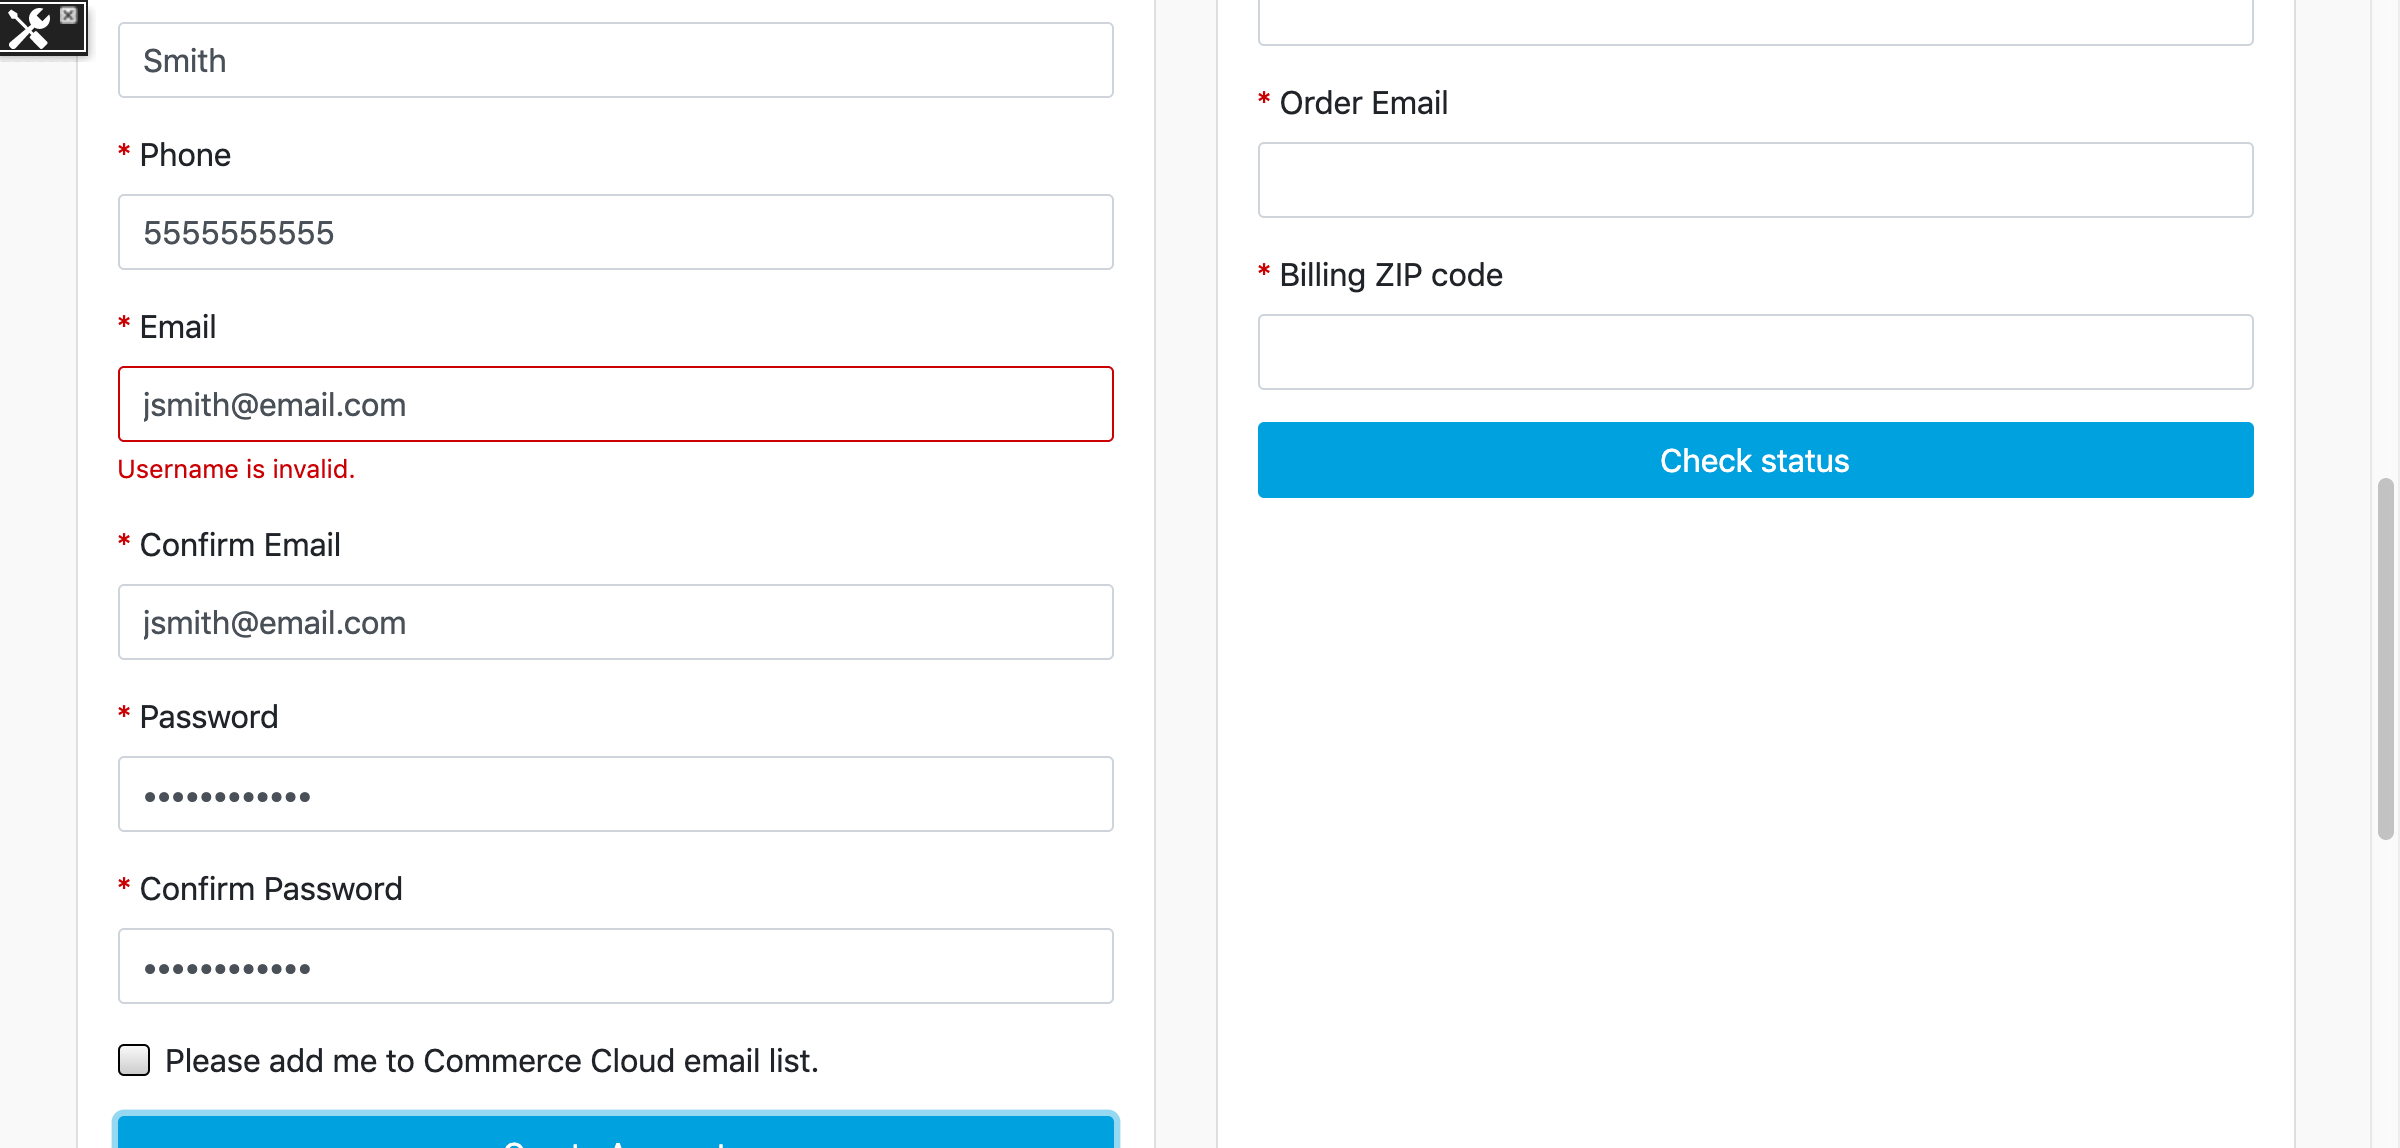 Smith
* Phone
5555555555
* Email
jsmith@email.com
Username is invalid.
* Confirm Email
jsmith@email.com
* Password
••••••••••••
* Confirm Password
••••••••••••
Please add me to Commerce Cloud email list.
* Order Email
* Billing ZIP code
Check status